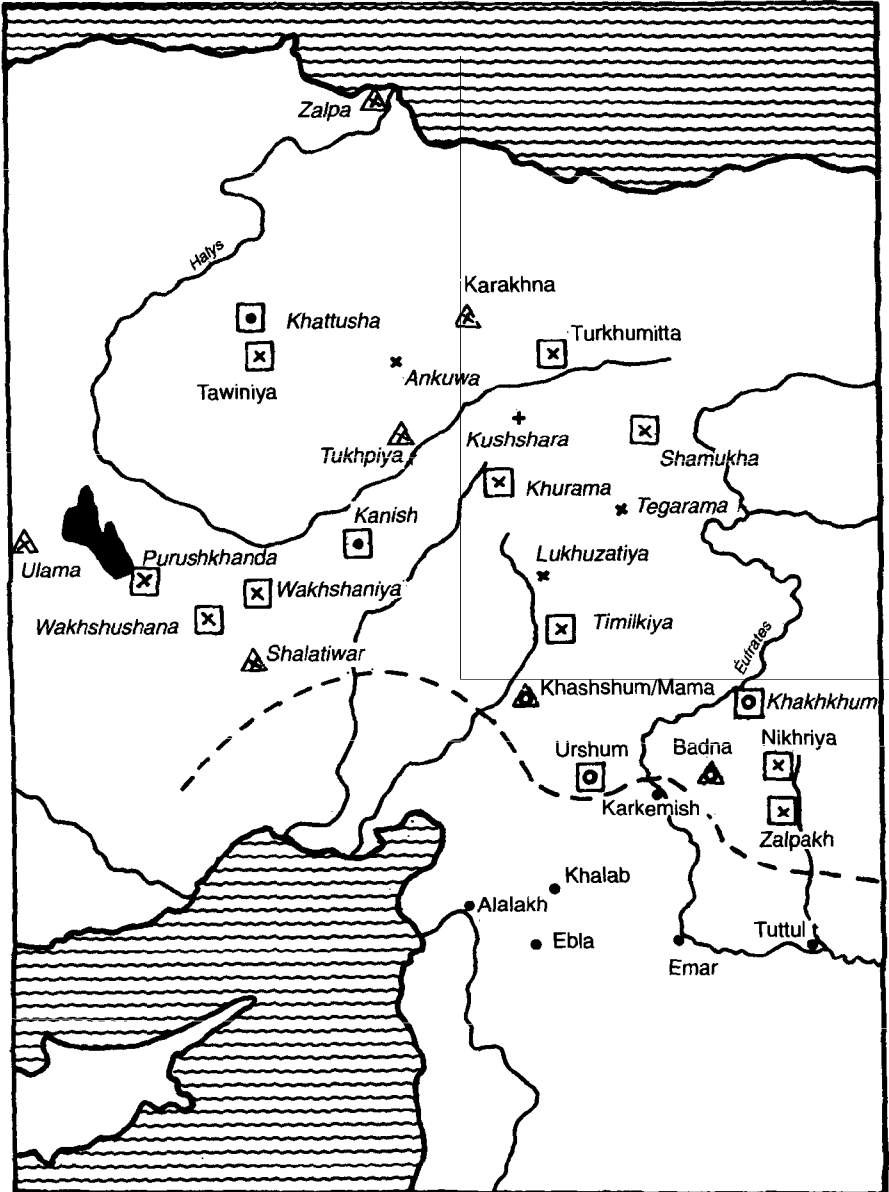 Zalpa
Halys
Karakhna
Khattusha
Turkhumitta
Ankuwa
Tawiniya
Kushshara
Tukhpiya
Shamukha
Khurama
Tegarama
Kanish
Purushkhanda
Lukhuzatiya
Ulama
Wakhshaniya
Wakhshushana
Timilkiya
Shalatiwar
Eufrates
Khashshum/Mama
Khakhkhum
Urshum
Badna
Nikhriya
Karkemish
Zalpakh
Khalab
Alalakh
Ebla
Tuttul
Emar